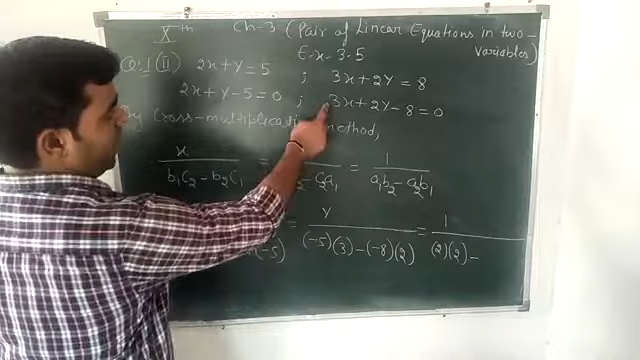 Xth Ch-3 (Pair of Linear Equations in two-
variables)
Ex-3.5
Q.1(ii) 2x+y=5 ; 3x+2y=8
2x+y-5=0 ; 3x+2y-8=0
By Cross-multiplication method,
x = = 1
b₁c₂-b₂c₁ -c₂a₁ a₁b₂-a₂b₁
= y = 1
(-5) (-5)(3)-(-8)(2) (2)(2)-